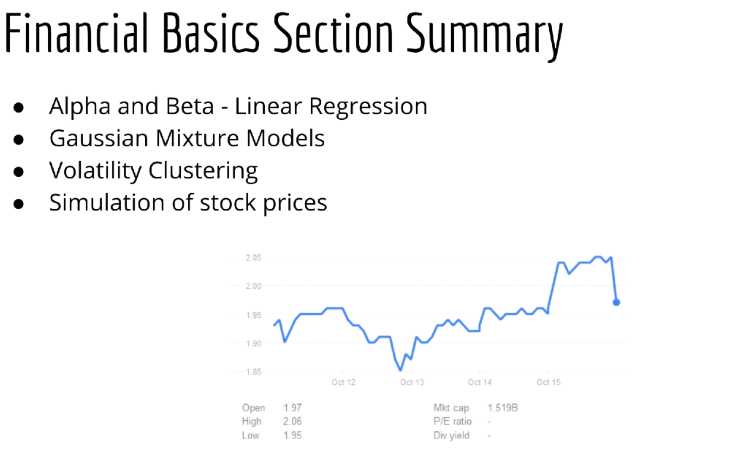 Financial Basics Section Summary
● Alpha and Beta - Linear Regression
● Gaussian Mixture Models
● Volatility Clustering
● Simulation of stock prices
2.05
2.00
1.95
1.90
1.85
Oct 12 Oct 13 Oct 14 Oct 15
Open 1.97 Mkt cap 1.519B
High 2.06 P/E ratio -
Low 1.95 Div yield -